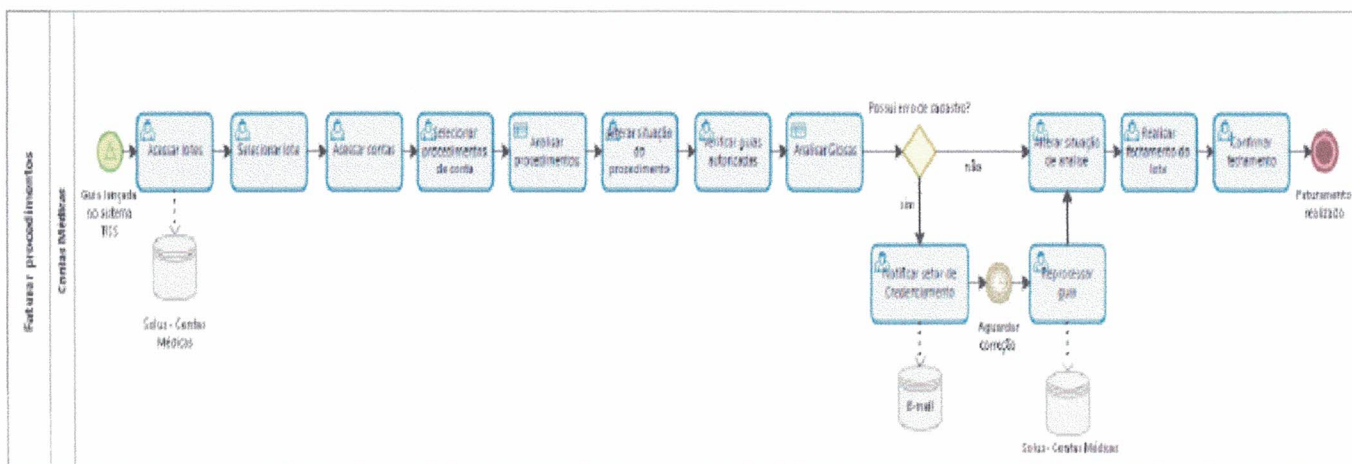 Faturar procedimentos
Contas Médicas
Guia lançada
no sistema
TISS
Acessar lotes
Solus - Contas
Médicas
Selecionar lote
Acessar contas
Selecionar
procedimentos
da conta
Analisar
procedimentos
Alterar situação
do
procedimento
Verificar guias
autorizadas
Analisar Glosas
Possui erro de cadastro?
não
sim
Notificar setor de
Credenciamento
E-mail
Aguardar
correção
Reprocessar
guia
Solus - Contas Médicas
Alterar situação
de análise
Realizar
fechamento do
lote
Confirmar
fechamento
Faturamento
realizado